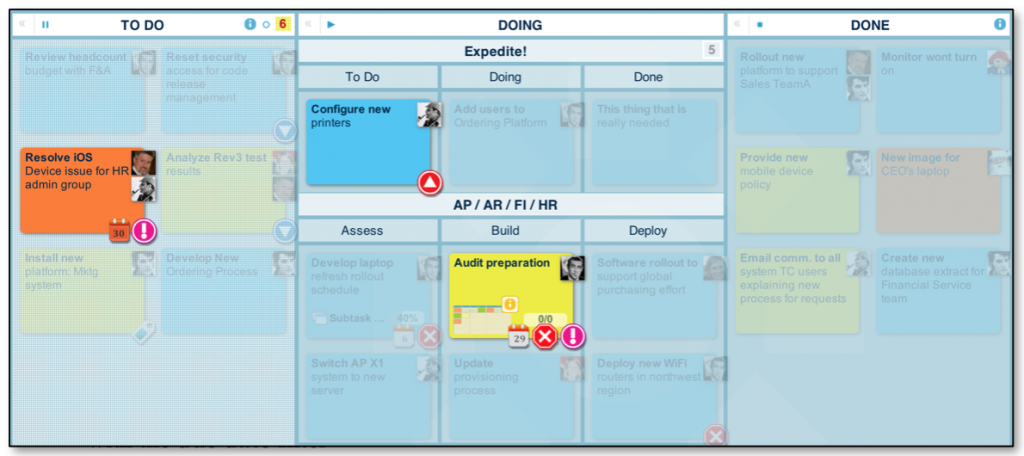 TO DO
6
DOING
DONE
Expedite!
5
To Do
Doing
Done
AP / AR / FI / HR
Assess
Build
Deploy
Review headcount
budget with F&A
Reset security
access for code
release
management
Resolve iOS
Device issue for HR
admin group
30
Analyze Rev3 test
results
Install new
platform: Mktg
system
Develop New
Ordering Process
Configure new
printers
Add users to
Ordering Platform
This thing that is
really needed
Develop laptop
refresh rollout
schedule
Subtask ...
40%
6
Audit preparation
0/0
29
Software rollout to
support global
purchasing effort
Switch AP X1
system to new
server
Update
provisioning
process
Deploy new WiFi
routers in northwest
region
Rollout new
platform to support
Sales TeamA
Monitor wont turn
on
Provide new
mobile device
policy
New image for
CEO's laptop
Email comm. to all
system TC users
explaining new
process for requests
Create new
database extract for
Financial Service
team